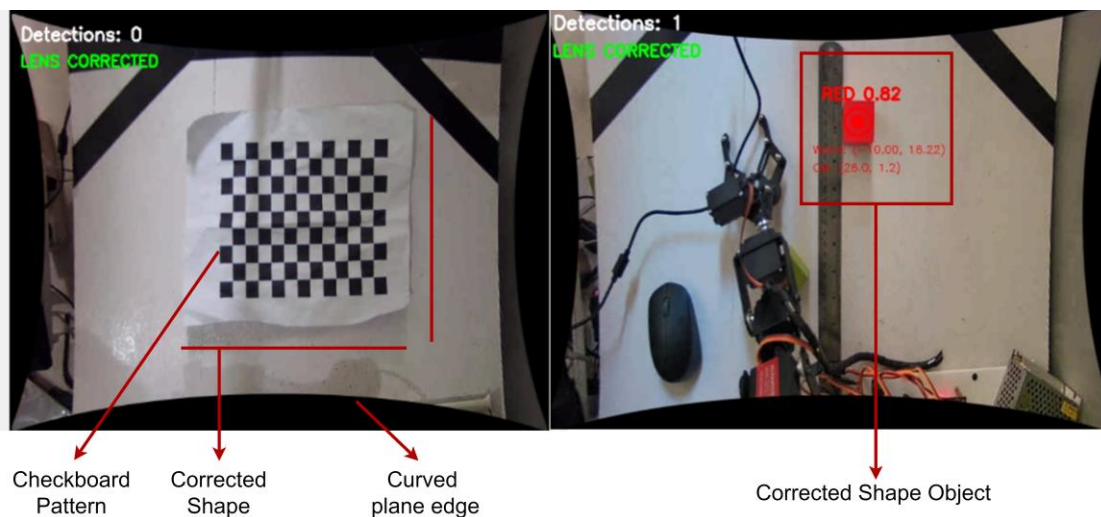 Detections: 0
LENS CORRECTED
Detections: 1
LENS CORRECTED
RED 0.82
Checkboard
Pattern
Corrected
Shape
Curved
plane edge
Corrected Shape Object